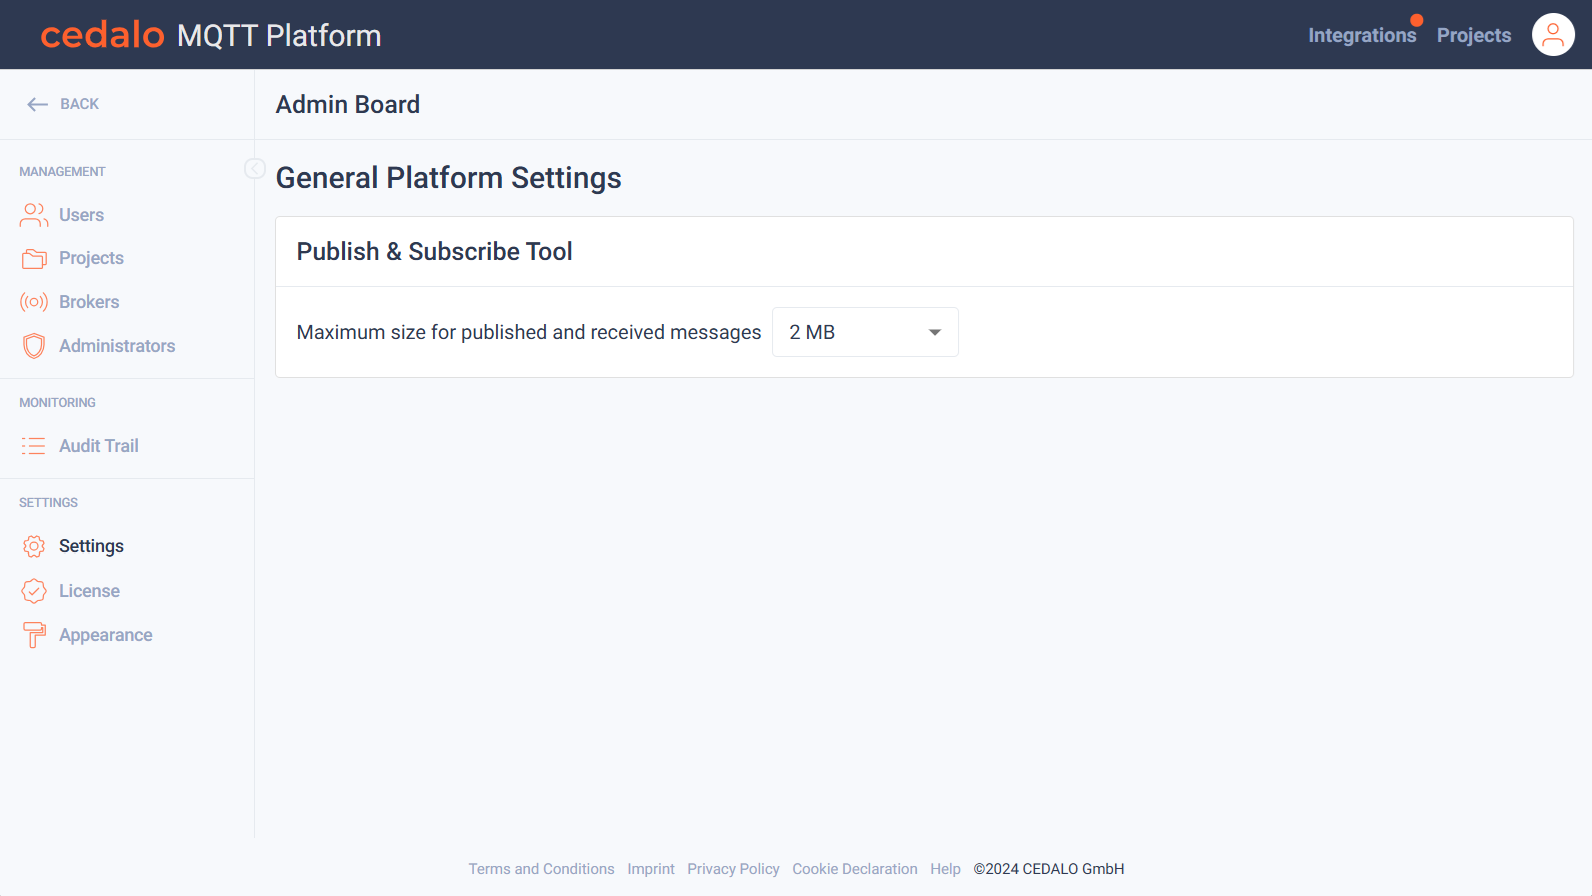 cedalo MQTT Platform
Integrations Projects
BACK
Admin Board
MANAGEMENT
Users
Projects
Brokers
Administrators
MONITORING
Audit Trail
SETTINGS
Settings
License
Appearance
General Platform Settings
Publish & Subscribe Tool
Maximum size for published and received messages 2 MB
Terms and Conditions Imprint Privacy Policy Cookie Declaration Help ©2024 CEDALO GmbH